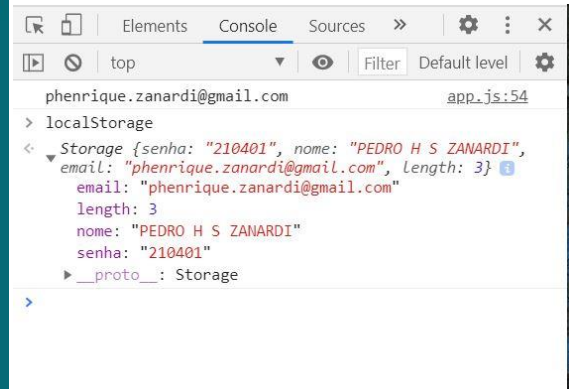 Elements Console Sources »
top Filter Default level
phenrique.zanardi@gmail.com app.js:54
> localStorage
Storage {senha: "210401", nome: "PEDRO H S ZANARDI",
email: "phenrique.zanardi@gmail.com", length: 3} i
email: "phenrique.zanardi@gmail.com"
length: 3
nome: "PEDRO H S ZANARDI"
senha: "210401"
__proto__: Storage
>